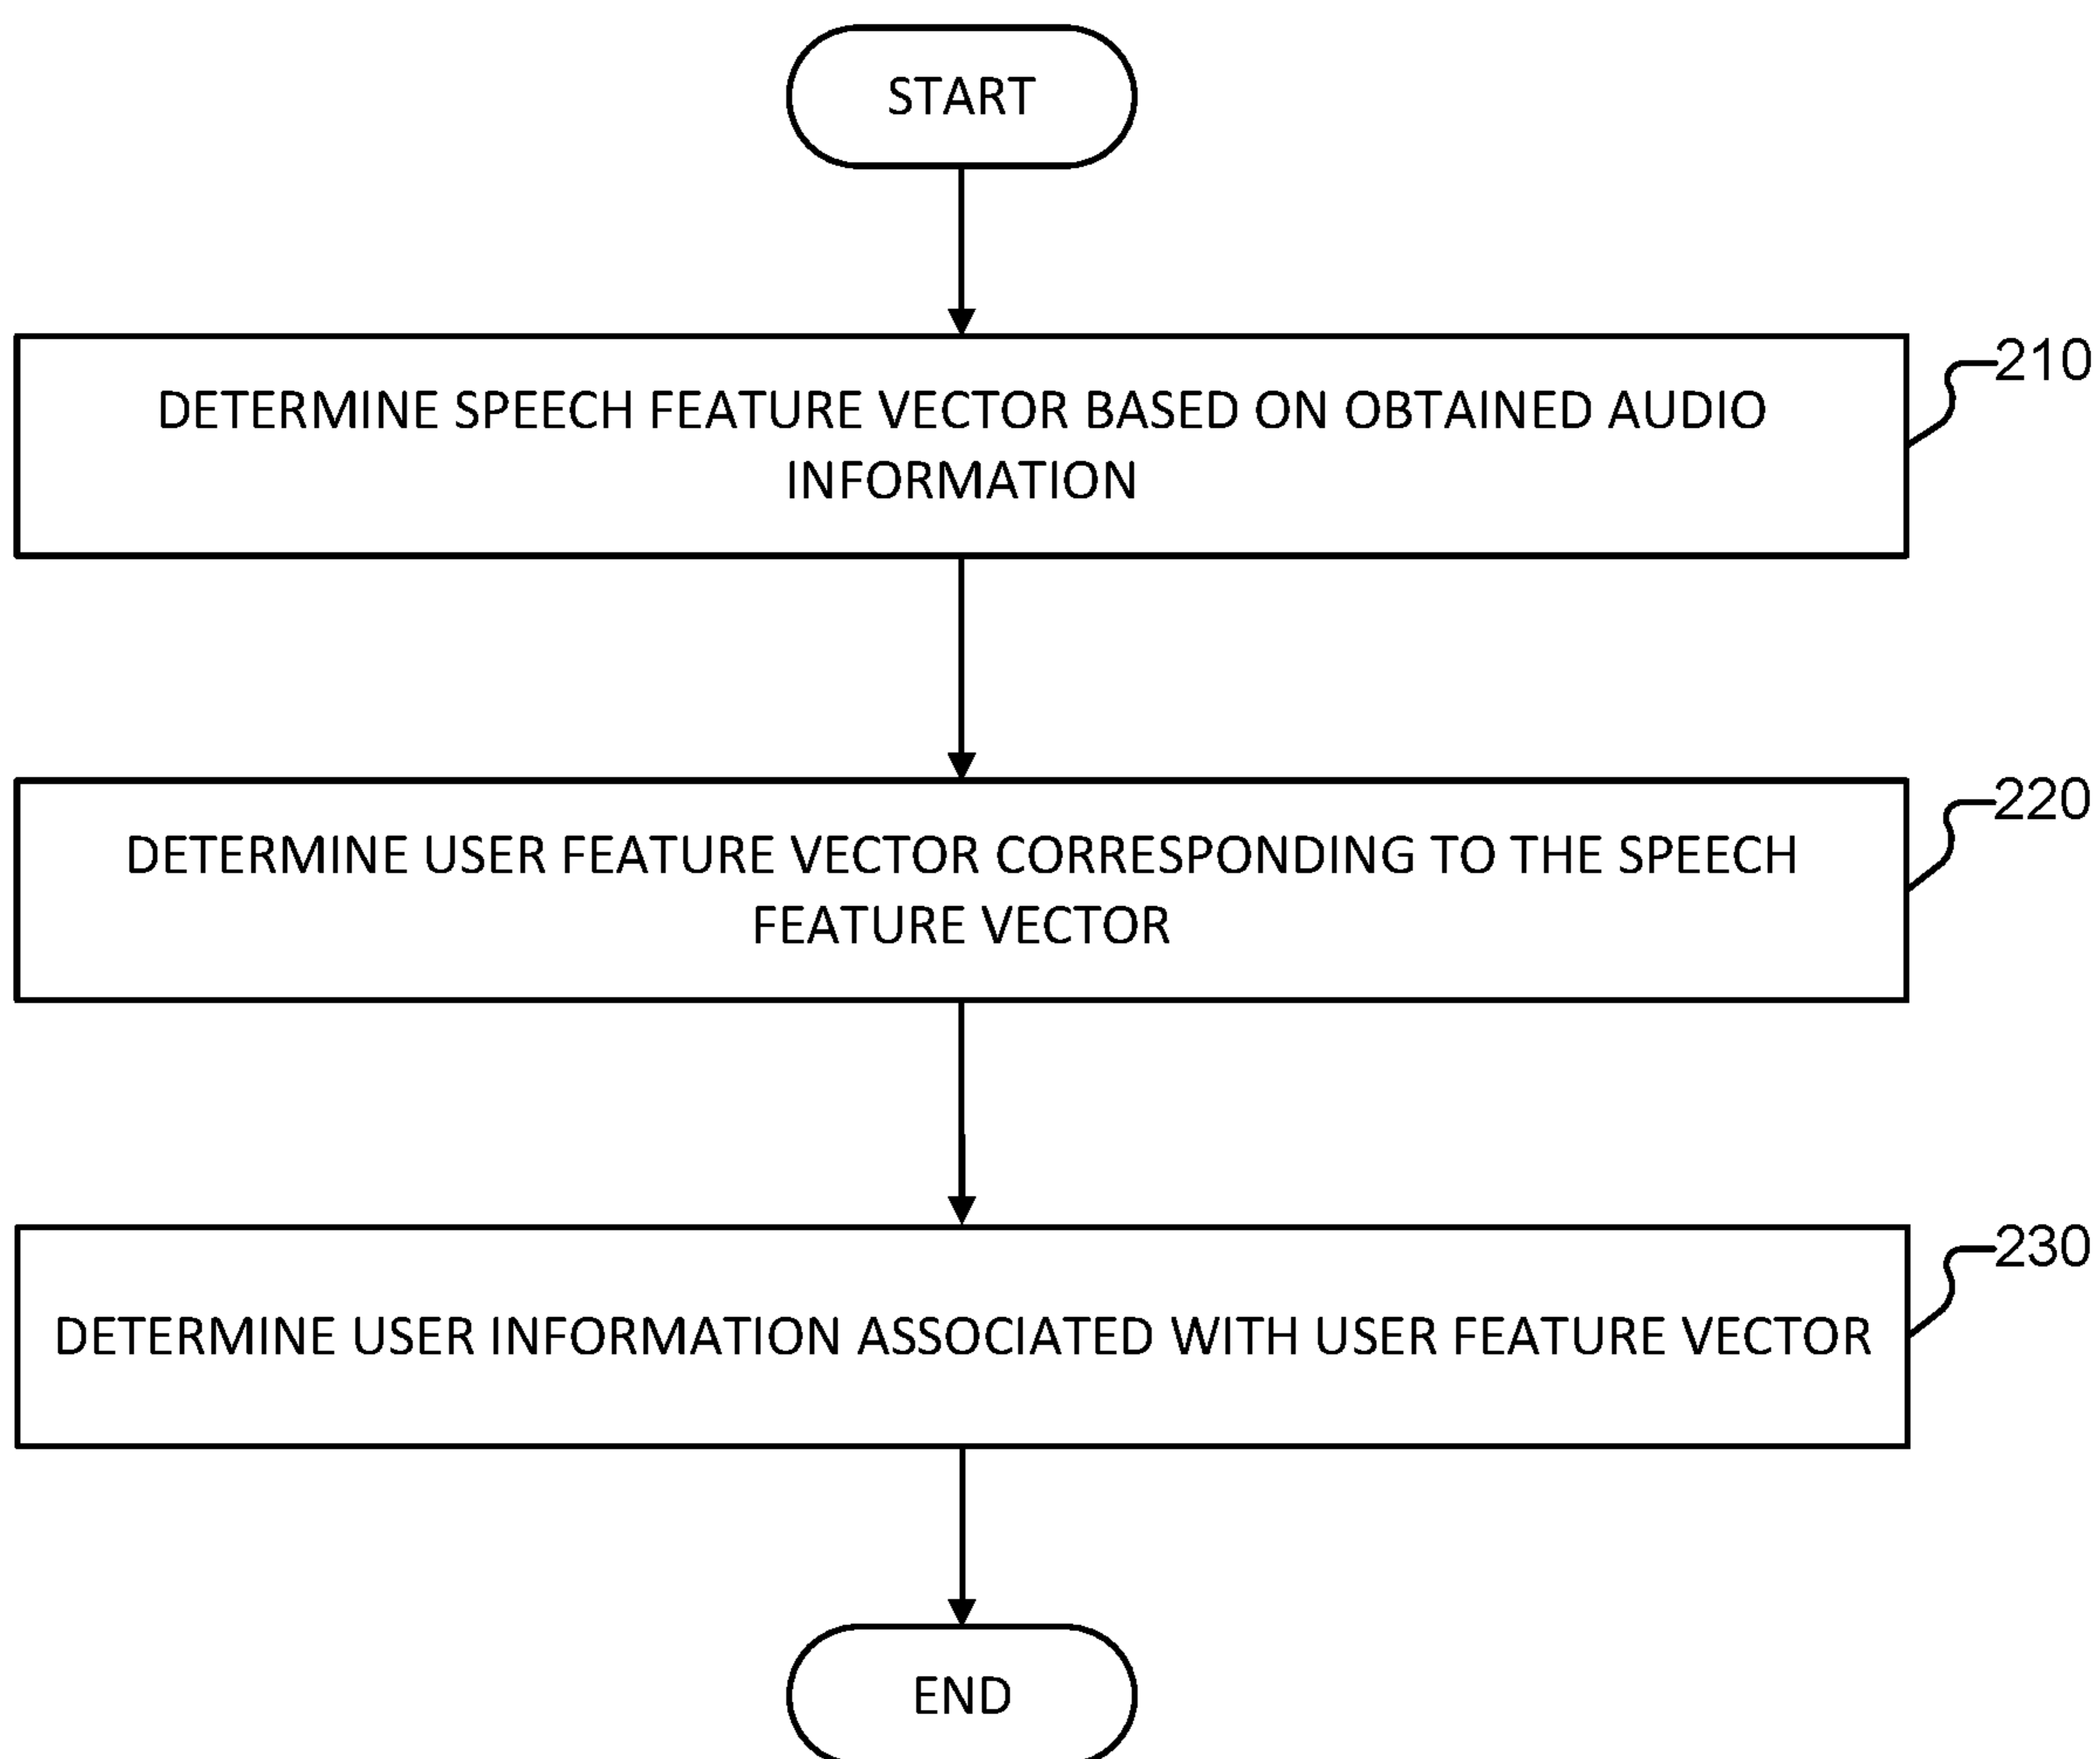 START
210
DETERMINE SPEECH FEATURE VECTOR BASED ON OBTAINED AUDIO
INFORMATION
220
DETERMINE USER FEATURE VECTOR CORRESPONDING TO THE SPEECH
FEATURE VECTOR
230
DETERMINE USER INFORMATION ASSOCIATED WITH USER FEATURE VECTOR
END